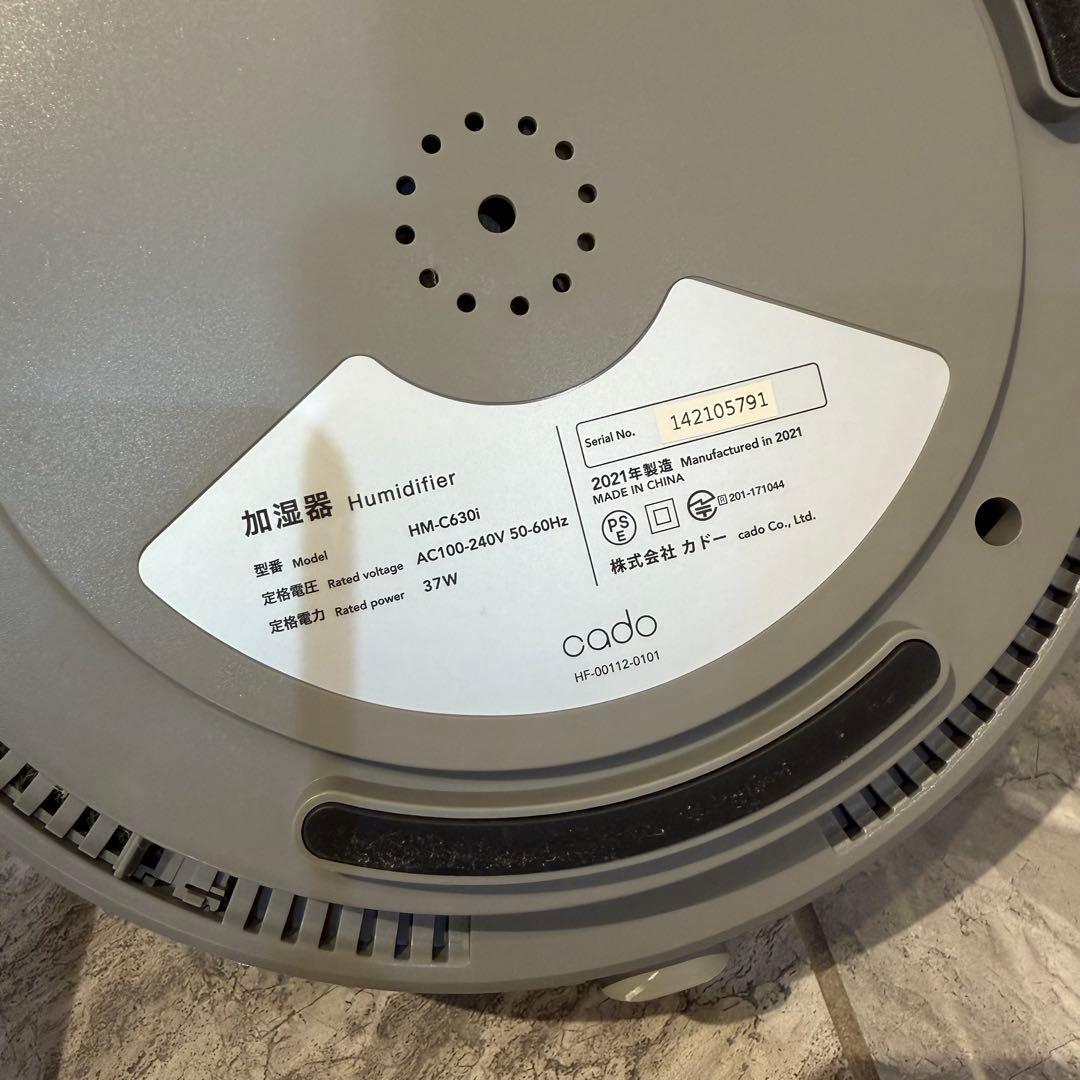 加湿器 Humidifier
型番 Model HM-C630i
定格電圧 Rated voltage AC100-240V 50-60Hz
定格電力 Rated power 37W
Serial No. 142105791
2021年製造 Manufactured in 2021
MADE IN CHINA
PSE R 201-171044
株式会社 カドー cado Co., Ltd.
cado
HF-00112-0101